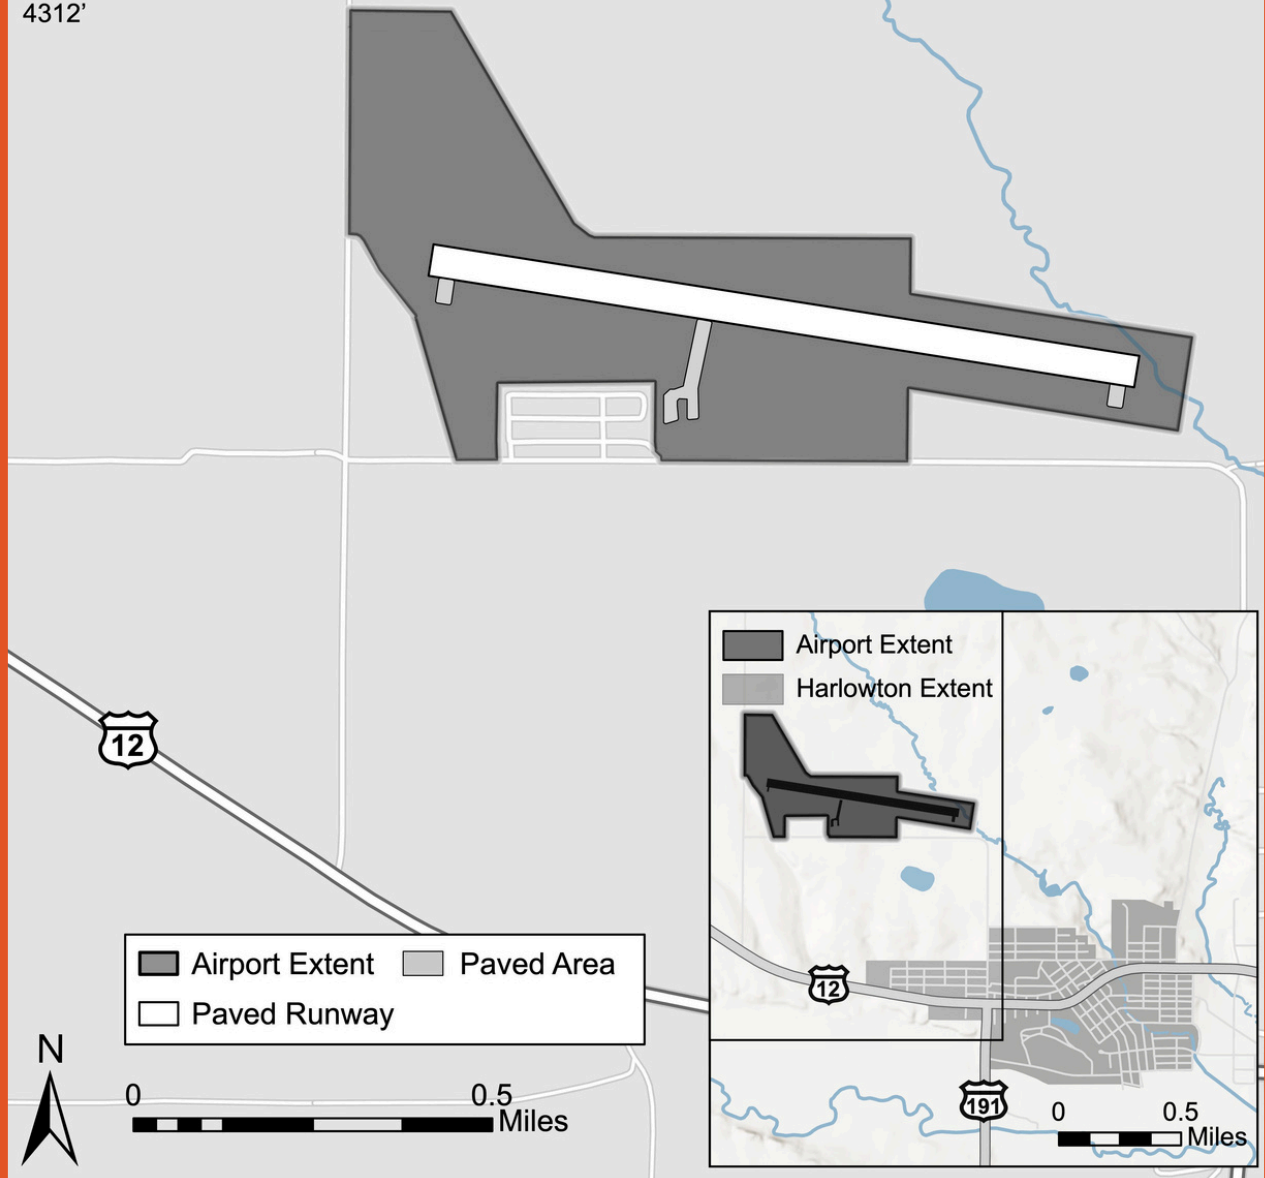 4312’
12
Airport Extent
Paved Area
Paved Runway
N
0
0.5
Miles
Airport Extent
Harlowton Extent
12
191
0
0.5
Miles